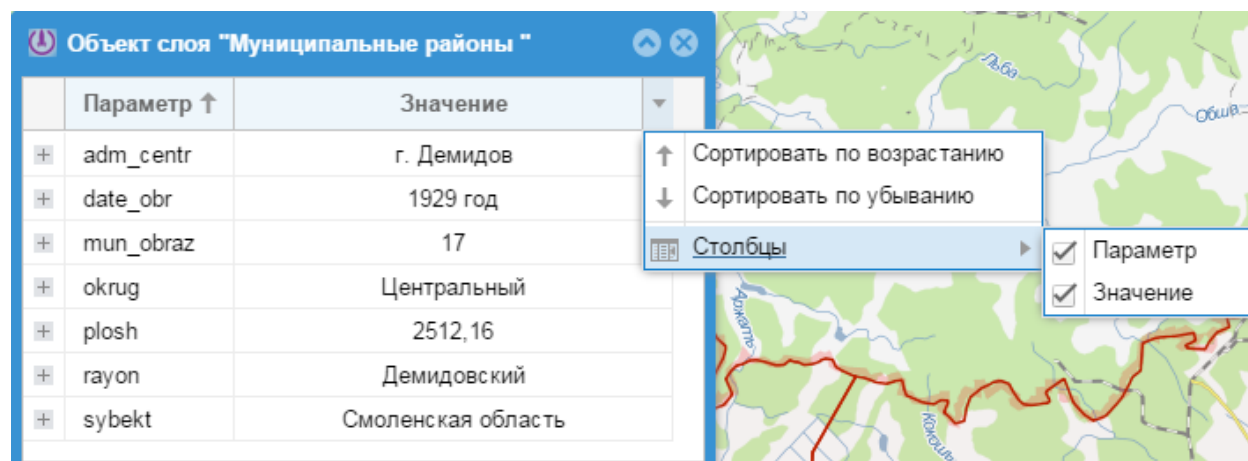 Объект слоя "Муниципальные районы "
Параметр Значение
adm_centr г. Демидов
date_obr 1929 год
mun_obraz 17
okrug Центральный
plosh 2512,16
rayon Демидовский
sybekt Смоленская область
Сортировать по возрастанию
Сортировать по убыванию
Столбцы
Параметр
Значение
Льба
Обша
Аржать